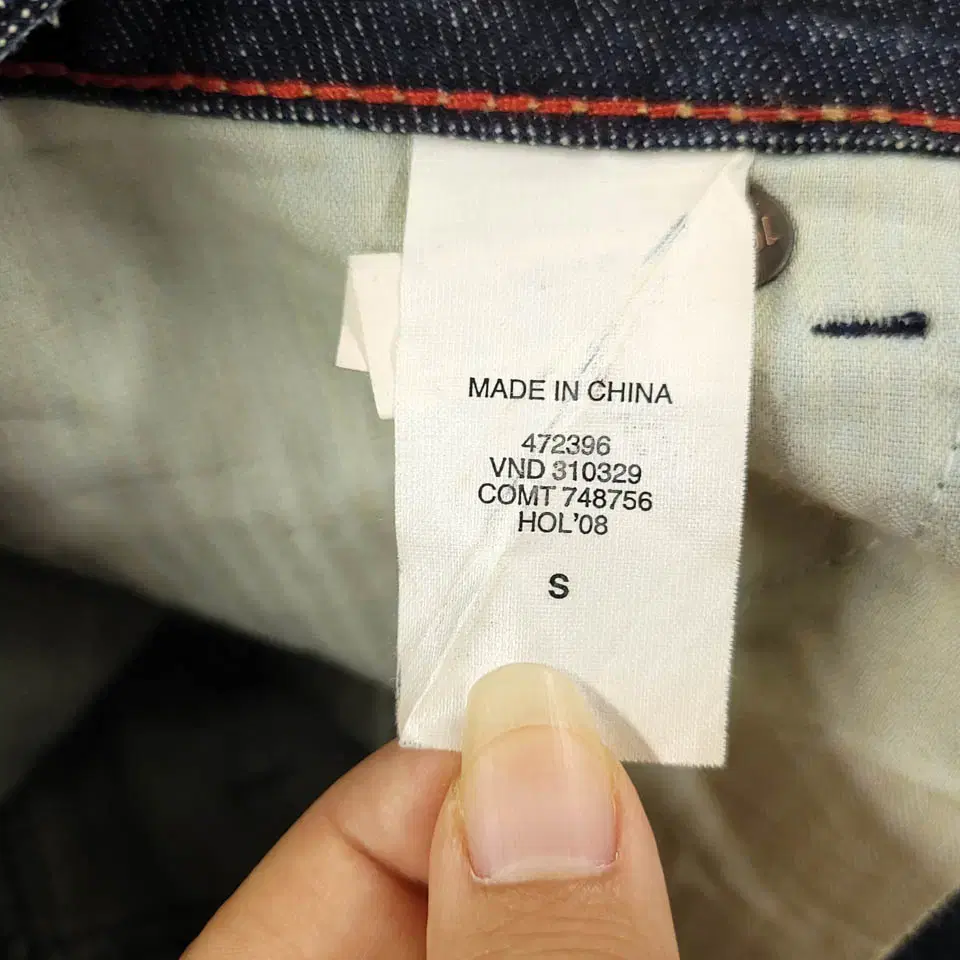 MADE IN CHINA
472396
VND 310329
COMT 748756
HOL'08
S